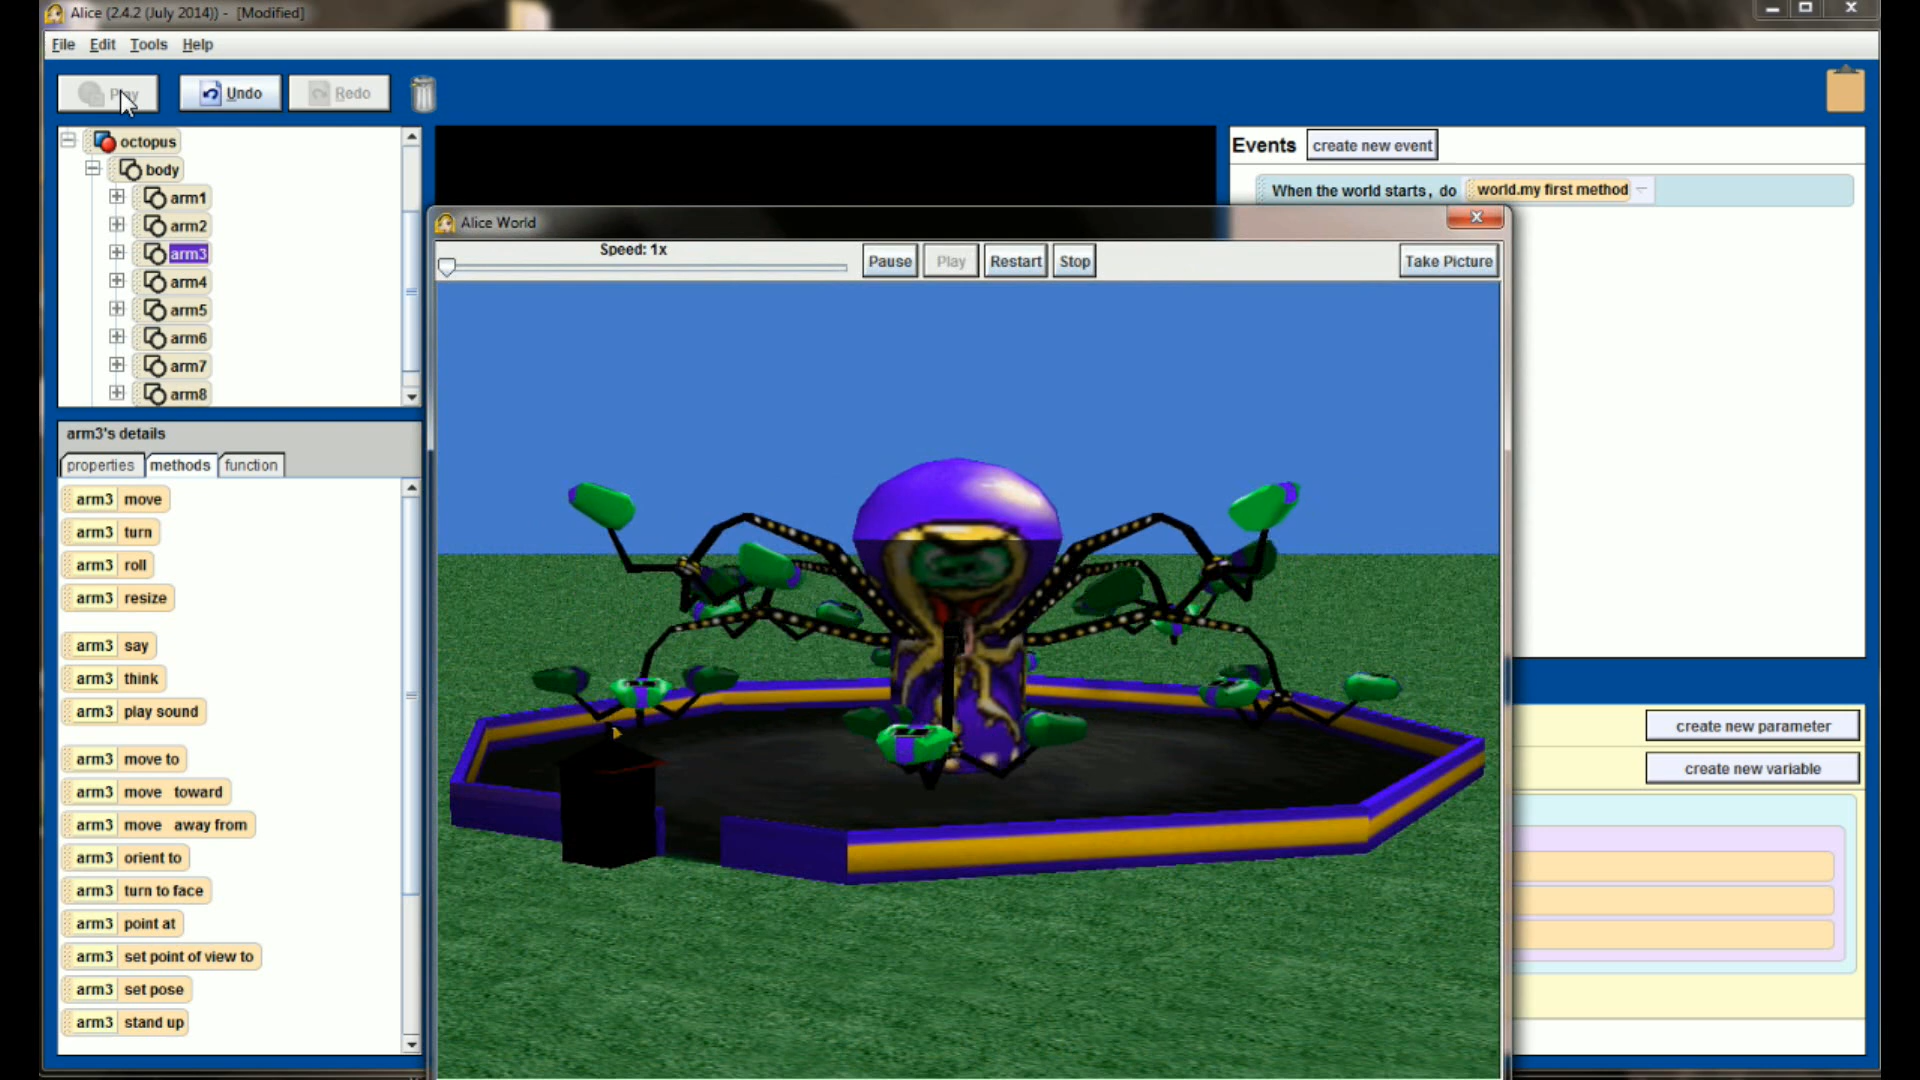 Alice (2.4.2 (July 2014)) - [Modified]
File Edit Tools Help
Play Undo Redo
octopus
body
arm1
arm2
arm3
arm4
arm5
arm6
arm7
arm8
Events create new event
When the world starts, do world.my first method
Alice World
Speed: 1x
Pause Play Restart Stop Take Picture
arm3's details
properties methods function
arm3 move
arm3 turn
arm3 roll
arm3 resize
arm3 say
arm3 think
arm3 play sound
arm3 move to
arm3 move toward
arm3 move away from
arm3 orient to
arm3 turn to face
arm3 point at
arm3 set point of view to
arm3 set pose
arm3 stand up
create new parameter
create new variable